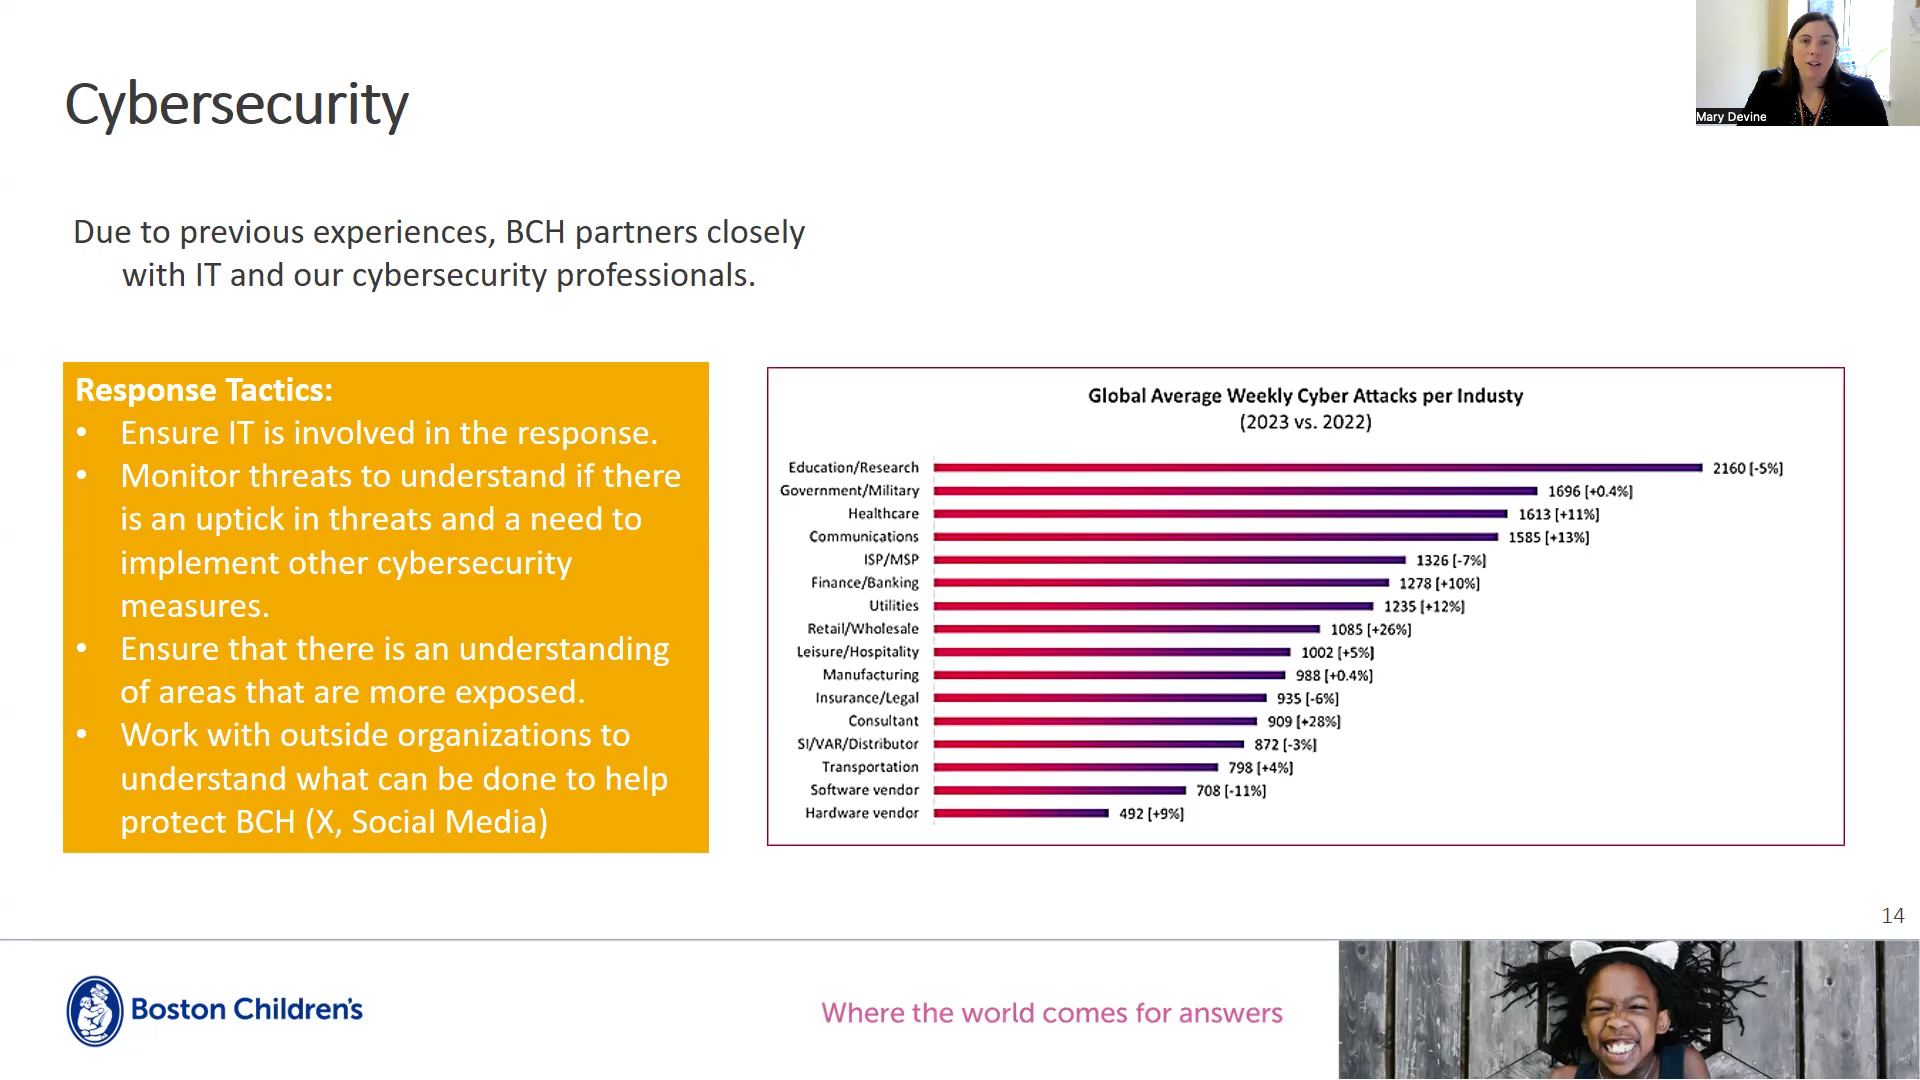 Cybersecurity
Mary Devine
Due to previous experiences, BCH partners closely
with IT and our cybersecurity professionals.
Response Tactics:
• Ensure IT is involved in the response.
• Monitor threats to understand if there
is an uptick in threats and a need to
implement other cybersecurity
measures.
• Ensure that there is an understanding
of areas that are more exposed.
• Work with outside organizations to
understand what can be done to help
protect BCH (X, Social Media)
Global Average Weekly Cyber Attacks per Industy
(2023 vs. 2022)
Education/Research 2160 [-5%]
Government/Military 1696 [+0.4%]
Healthcare 1613 [+11%]
Communications 1585 [+13%]
ISP/MSP 1326 [-7%]
Finance/Banking 1278 [+10%]
Utilities 1235 [+12%]
Retail/Wholesale 1085 [+26%]
Leisure/Hospitality 1002 [+5%]
Manufacturing 988 [+0.4%]
Insurance/Legal 935 [-6%]
Consultant 909 [+28%]
SI/VAR/Distributor 872 [-3%]
Transportation 798 [+4%]
Software vendor 708 [-11%]
Hardware vendor 492 [+9%]
14
Boston Children's
Where the world comes for answers